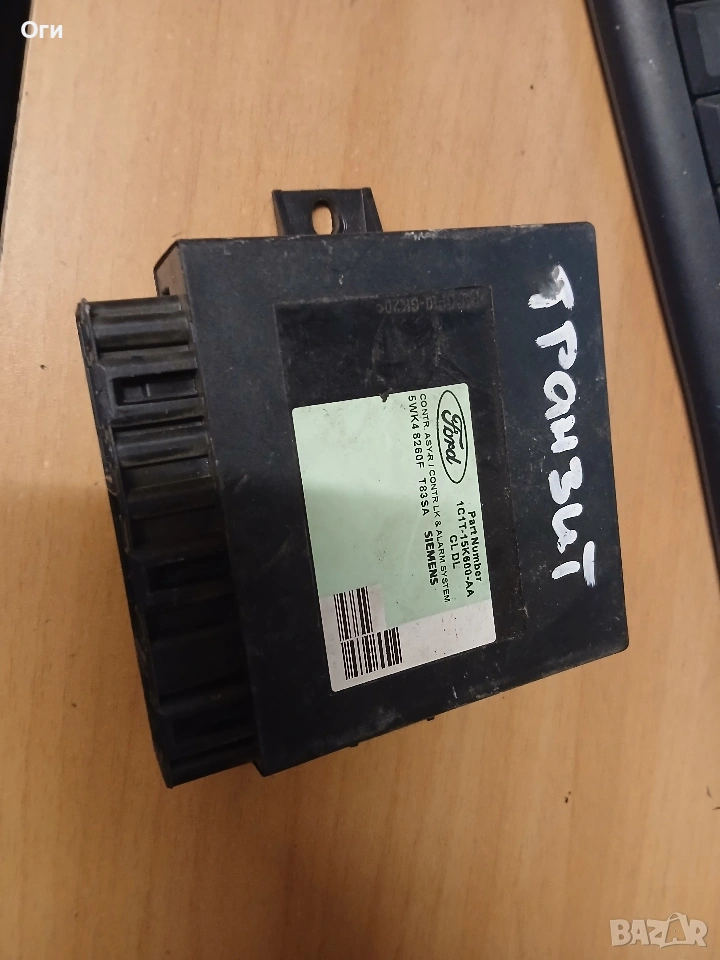 Оги
ТРАНЗИТ
Ford
Part Number
1C1T-15K600-AA
CL DL
CONTR. ASY-R / CONTR.LK & ALARM SYSTEM
5WK4 8260F T83SA SIEMENS
BAZAR